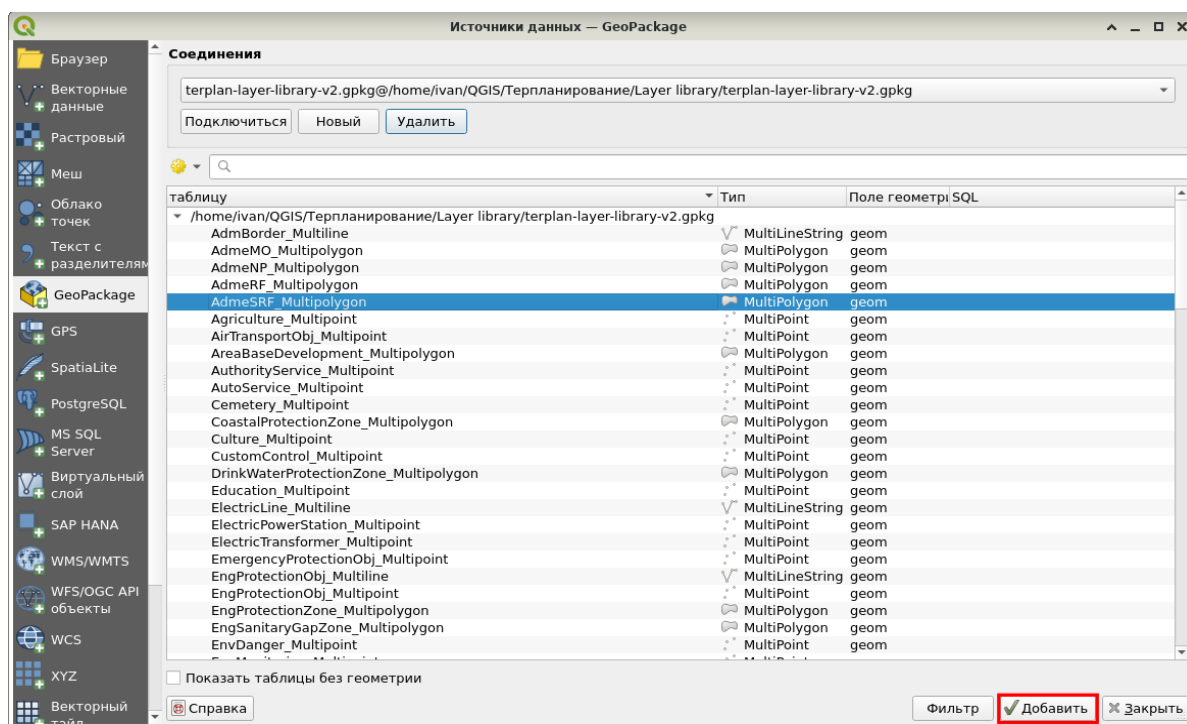 Источники данных — GeoPackage
Браузер
Векторные
данные
Растровый
Меш
Облако
точек
Текст с
разделителям
GeoPackage
GPS
SpatiaLite
PostgreSQL
MS SQL
Server
Виртуальный
слой
SAP HANA
WMS/WMTS
WFS/OGC API
объекты
WCS
XYZ
Векторный
тайл
Соединения
terplan-layer-library-v2.gpkg@/home/ivan/QGIS/Терпланирование/Layer library/terplan-layer-library-v2.gpkg
Подключиться Новый Удалить
таблицу Тип Поле геометри SQL
/home/ivan/QGIS/Терпланирование/Layer library/terplan-layer-library-v2.gpkg
AdmBorder_Multiline MultiLineString geom
AdmeMO_Multipolygon MultiPolygon geom
AdmeNP_Multipolygon MultiPolygon geom
AdmeRF_Multipolygon MultiPolygon geom
AdmeSRF_Multipolygon MultiPolygon geom
Agriculture_Multipoint MultiPoint geom
AirTransportObj_Multipoint MultiPoint geom
AreaBaseDevelopment_Multipolygon MultiPolygon geom
AuthorityService_Multipoint MultiPoint geom
AutoService_Multipoint MultiPoint geom
Cemetery_Multipoint MultiPoint geom
CoastalProtectionZone_Multipolygon MultiPolygon geom
Culture_Multipoint MultiPoint geom
CustomControl_Multipoint MultiPoint geom
DrinkWaterProtectionZone_Multipolygon MultiPolygon geom
Education_Multipoint MultiPoint geom
ElectricLine_Multiline MultiLineString geom
ElectricPowerStation_Multipoint MultiPoint geom
ElectricTransformer_Multipoint MultiPoint geom
EmergencyProtectionObj_Multipoint MultiPoint geom
EngProtectionObj_Multiline MultiLineString geom
EngProtectionObj_Multipoint MultiPoint geom
EngProtectionZone_Multipolygon MultiPolygon geom
EngSanitaryGapZone_Multipolygon MultiPolygon geom
EnvDanger_Multipoint MultiPoint geom
Показать таблицы без геометрии
Справка Фильтр Добавить Закрыть